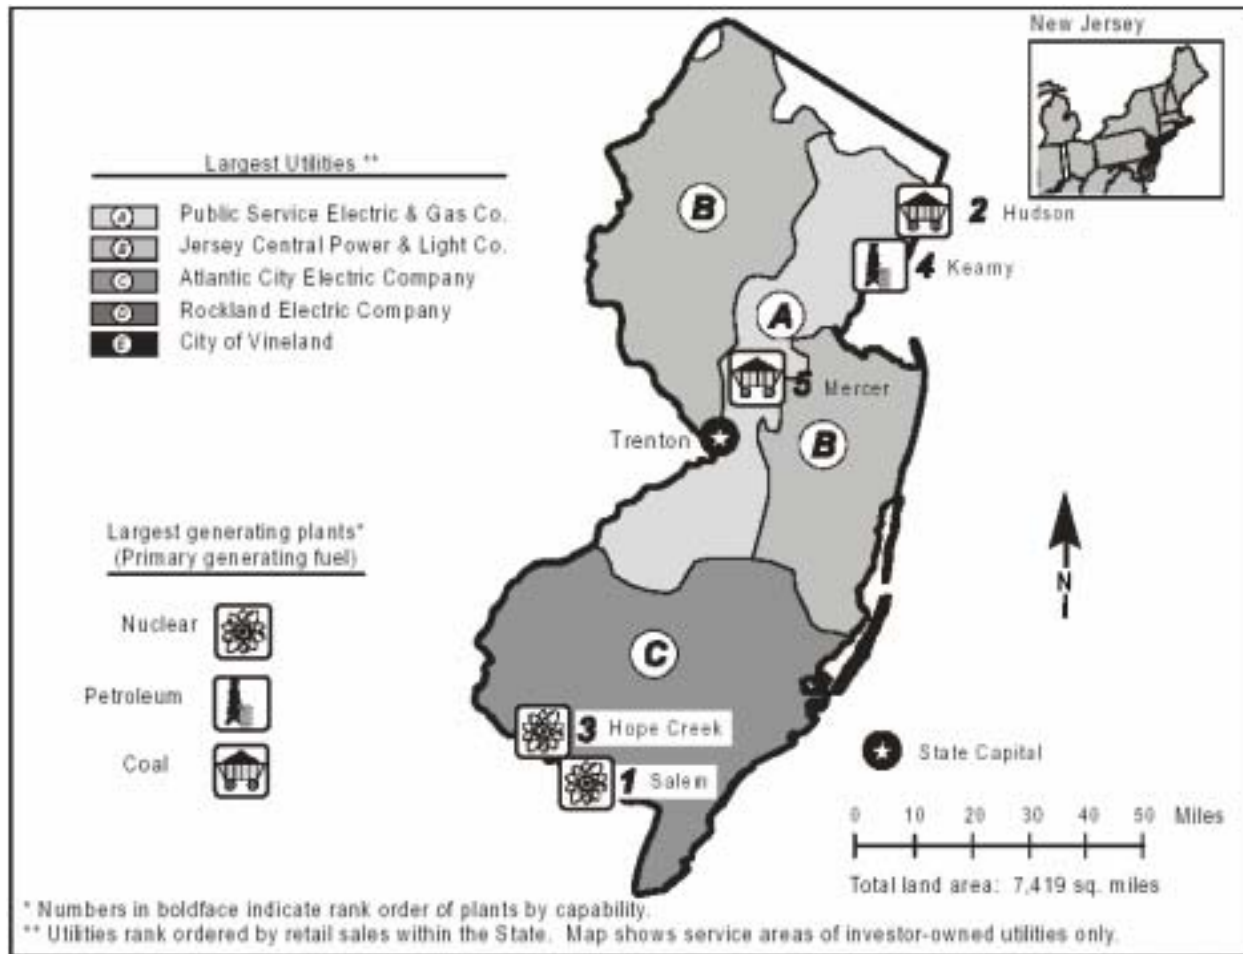 New Jersey
Largest Utilities **
A Public Service Electric & Gas Co.
B Jersey Central Power & Light Co.
C Atlantic City Electric Company
D Rockland Electric Company
E City of Vineland
B
2 Hudson
4 Kearny
A
5 Mercer
Trenton
B
Largest generating plants*
(Primary generating fuel)
Nuclear
Petroleum
Coal
N
C
3 Hope Creek
1 Salem
State Capital
0 10 20 30 40 50 Miles
Total land area: 7,419 sq. miles
* Numbers in boldface indicate rank order of plants by capability.
** Utilities rank ordered by retail sales within the State. Map shows service areas of investor-owned utilities only.